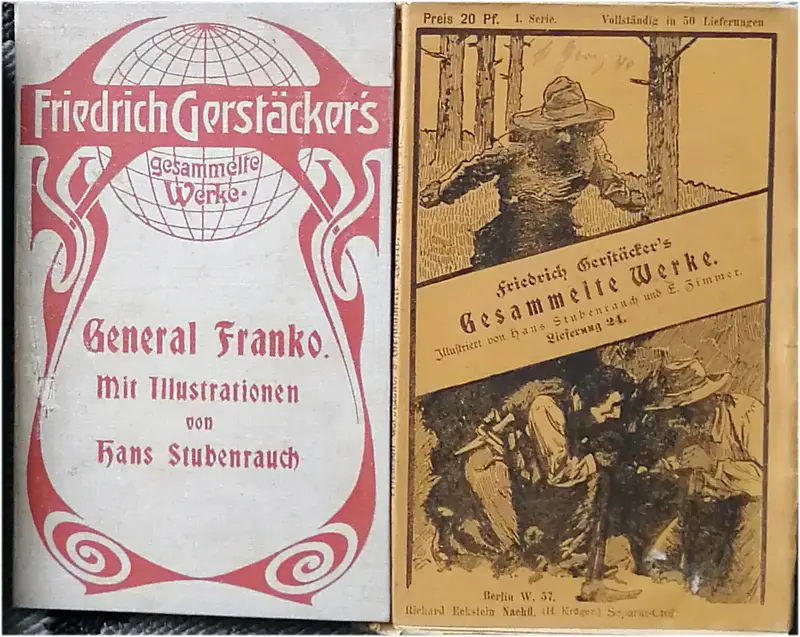 Friedrich Gerstäcker's
gesammelte
Werke.
General Franko.
Mit Illustrationen
von
Hans Stubenrauch
Preis 20 Pf. I. Serie. Vollständig in 50 Lieferungen
Friedrich Gerstäcker's
Gesammelte Werke.
Illustriert von Hans Stubenrauch und E. Zimmer.
Lieferung 24.
Berlin W. 57.
Richard Eckstein Nachf. (H. Krüger)